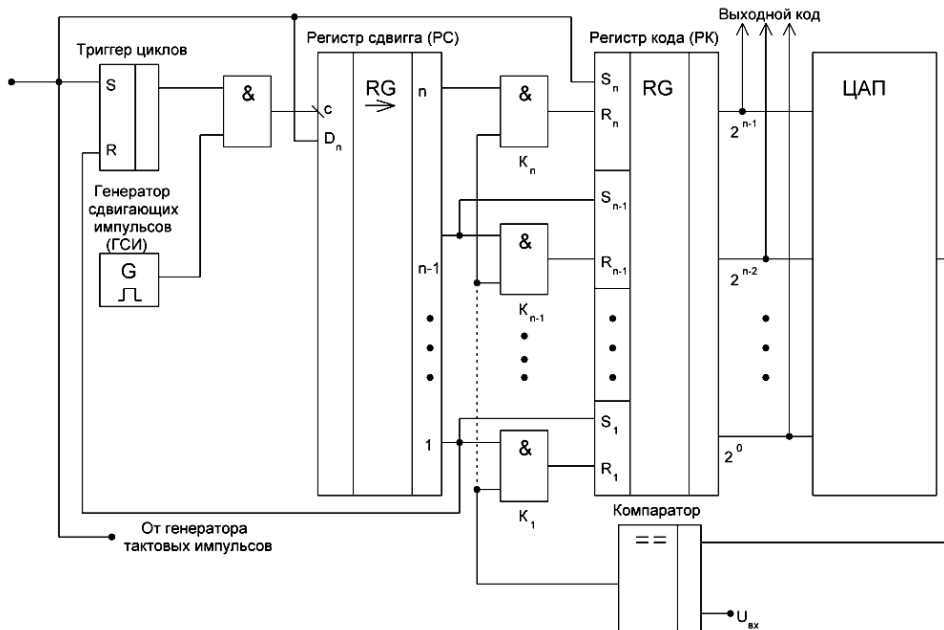 Выходной код
Триггер циклов
S
R
&
Генератор
сдвигающих
импульсов
(ГСИ)
G
Регистр сдвигга (РС)
RG
c
D n
n
n-1
1
&
K n
&
K n-1
&
K 1
Регистр кода (РК)
RG
S n
R n
S n-1
R n-1
S 1
R 1
2 n-1
2 n-2
2 0
ЦАП
От генератора
тактовых импульсов
Компаратор
==
U вх